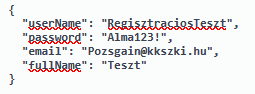 {
"userName": "RegisztraciosTeszt",
"password": "Alma123!",
"email": "Pozsgain@kkszki.hu",
"fullName": "Teszt"
}